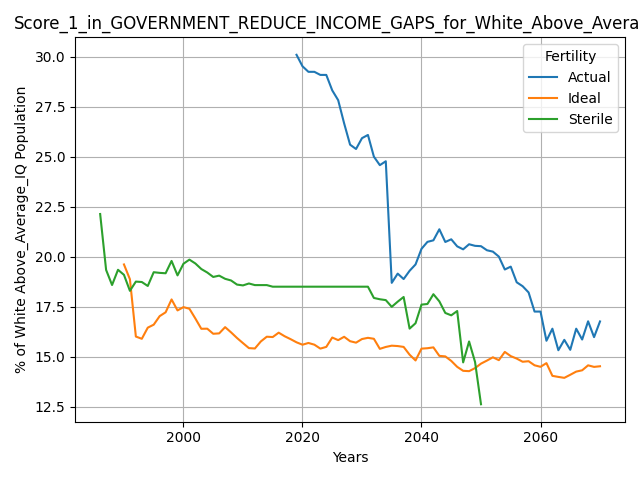 Score_1_in_GOVERNMENT_REDUCE_INCOME_GAPS_for_White_Above_Avera
30.0
27.5
25.0
22.5
20.0
17.5
15.0
12.5
% of White Above_Average_IQ Population
Fertility
Actual
Ideal
Sterile
2000
2020
2040
2060
Years